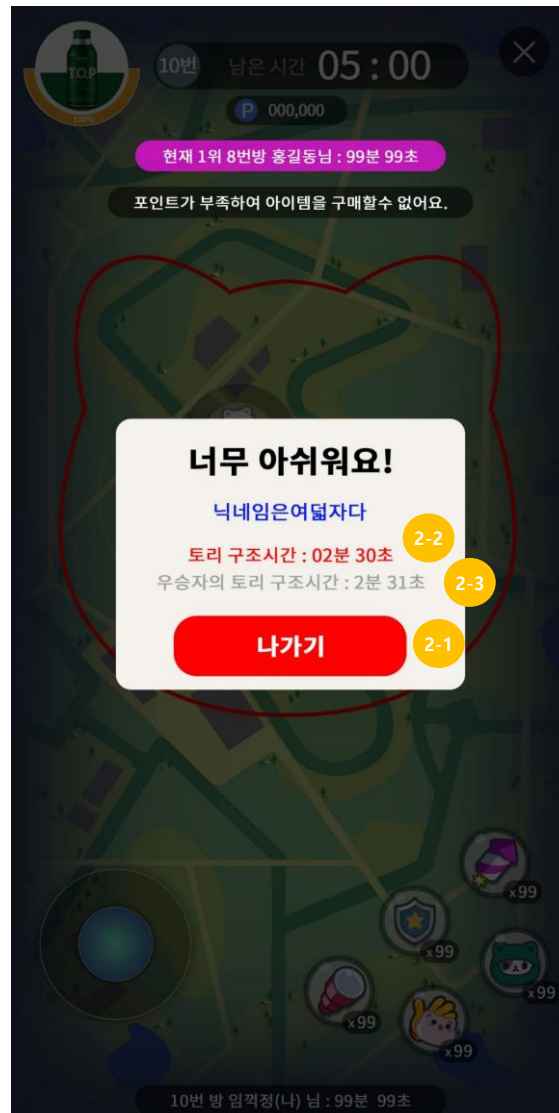 T.O.P
100%
10번 남은 시간 05 : 00
P 000,000
현재 1위 8번방 홍길동님 : 99분 99초
포인트가 부족하여 아이템을 구매할수 없어요.
너무 아쉬워요!
닉네임은여덟자다
2-2
토리 구조시간 : 02분 30초
우승자의 토리 구조시간 : 2분 31초 2-3
나가기 2-1
x99
x99
x99
x99
x99
10번 방 임꺽정(나) 님 : 99분 99초